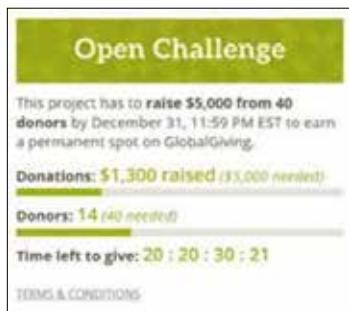 Open Challenge
This project has to raise $5,000 from 40
donors by December 31, 11:59 PM EST to earn
a permanent spot on GlobalGiving.
Donations: $1,300 raised ($5,000 needed)
Donors: 14 (40 needed)
Time left to give: 20 : 20 : 30 : 21
TERMS & CONDITIONS